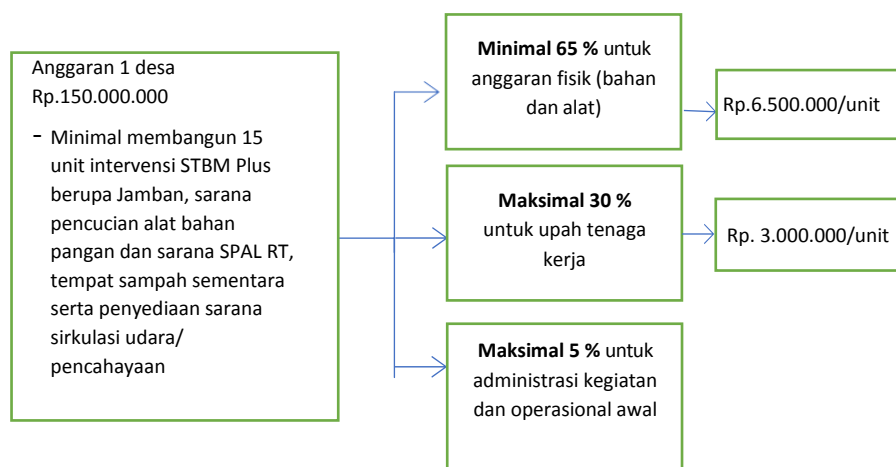 Anggaran 1 desa
Rp.150.000.000
- Minimal membangun 15
unit intervensi STBM Plus
berupa Jamban, sarana
pencucian alat bahan
pangan dan sarana SPAL RT,
tempat sampah sementara
serta penyediaan sarana
sirkulasi udara/
pencahayaan
Minimal 65 % untuk
anggaran fisik (bahan
dan alat)
Rp.6.500.000/unit
Maksimal 30 %
untuk upah tenaga
kerja
Rp. 3.000.000/unit
Maksimal 5 % untuk
administrasi kegiatan
dan operasional awal